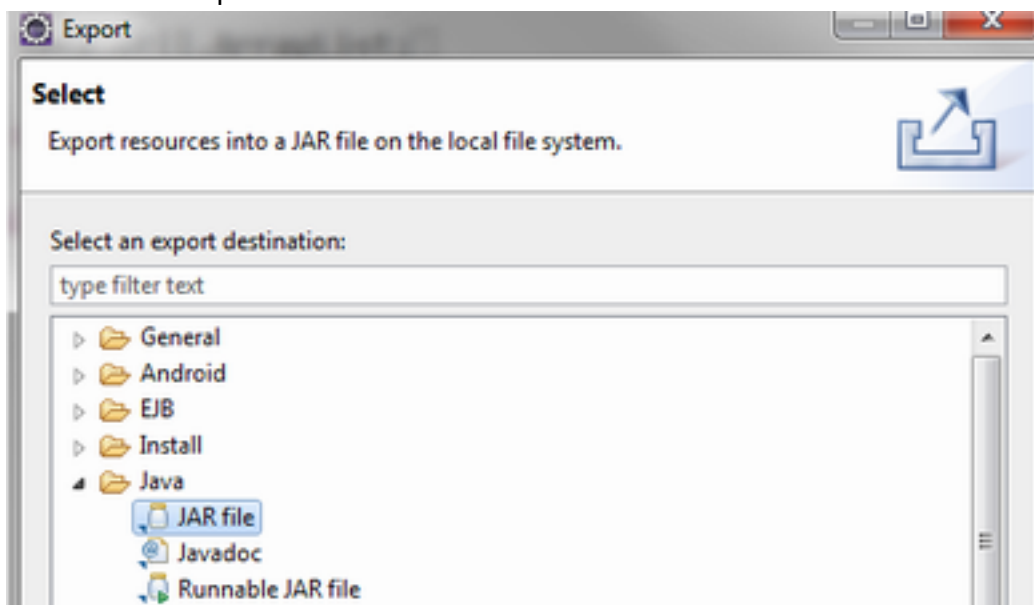 Export
Select
Export resources into a JAR file on the local file system.
Select an export destination:
type filter text
General
Android
EJB
Install
Java
JAR file
Javadoc
Runnable JAR file